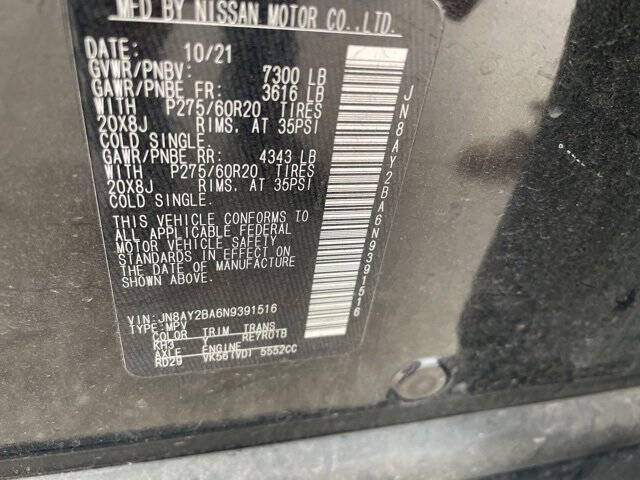 MFD BY NISSAN MOTOR CO.,LTD.
DATE: 10/21
GVWR/PNBV: 7300 LB
GAWR/PNBE FR: 3616 LB
WITH P275/60R20 TIRES
20X8J RIMS. AT 35PSI
COLD SINGLE.
GAWR/PNBE RR: 4343 LB
WITH P275/60R20 TIRES
20X8J RIMS. AT 35PSI
COLD SINGLE.
THIS VEHICLE CONFORMS TO
ALL APPLICABLE FEDERAL
MOTOR VEHICLE SAFETY
STANDARDS IN EFFECT ON
THE DATE OF MANUFACTURE
SHOWN ABOVE.
VIN:JN8AY2BA6N9391516
TYPE:MPV
COLOR TRIM TRANS
KH3 Y RE7R01B
AXLE ENGINE
RD29 VK56(VD) 5552CC
JN8AY2BA6N9391516